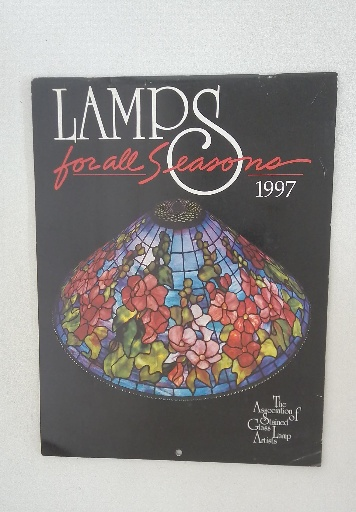 LAMPS
for all Seasons
1997
The
Association of
Stained
Glass Lamp
Artists